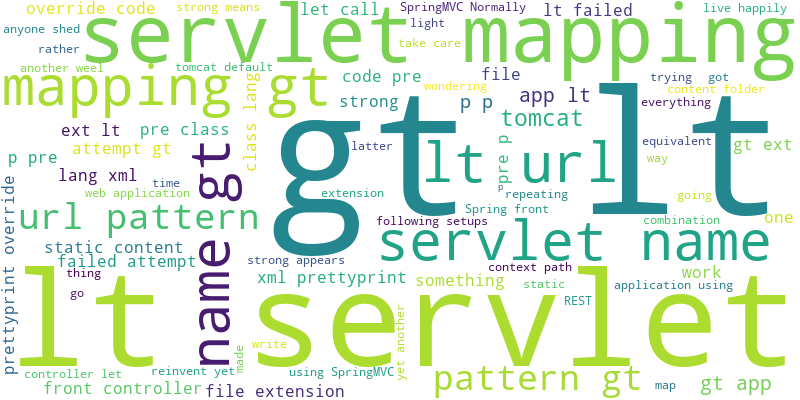 override code
strong means
let call
SpringMVC Normally
lt failed
live happily
anyone shed
servlet mapping
light
rather
take care
another weel
tomcat default
mapping gt
class lang
code pre
file
trying
got
wondering
content folder
strong
p p
app lt
everything
ext lt
pre class
tomcat
gt
lt
attempt gt
latter
lt url
pre p
equivalent
gt ext
p pre
lang xml
way
time
web application
name gt
extension
P
repeating
going
prettyprint override
url pattern
Spring front
combination
one
following setups
static content
servlet name
failed attempt
strong appears
thing
context path
work
xml prettyprint
something
lt
servlet
go
static
application using
REST
yet another
write
made
controller let
reinvent yet
using SpringMVC
pattern gt
map
gt app
front controller
file extension